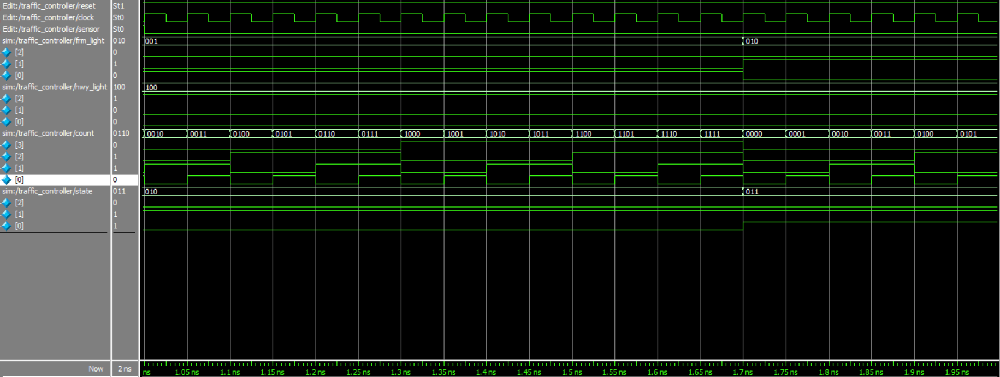 Edit:/traffic_controller/reset St1
Edit:/traffic_controller/clock St0
Edit:/traffic_controller/sensor St0
sim:/traffic_controller/frm_light 010 001 010
[2] 0
[1] 1
[0] 0
sim:/traffic_controller/hwy_light 100 100
[2] 1
[1] 0
[0] 0
sim:/traffic_controller/count 0110 0010 0011 0100 0101 0110 0111 1000 1001 1010 1011 1100 1101 1110 1111 0000 0001 0010 0011 0100 0101
[3] 0
[2] 1
[1] 1
[0] 0
sim:/traffic_controller/state 011 010 011
[2] 0
[1] 1
[0] 1
Now 2 ns ns 1.05 ns 1.1 ns 1.15 ns 1.2 ns 1.25 ns 1.3 ns 1.35 ns 1.4 ns 1.45 ns 1.5 ns 1.55 ns 1.6 ns 1.65 ns 1.7 ns 1.75 ns 1.8 ns 1.85 ns 1.9 ns 1.95 ns